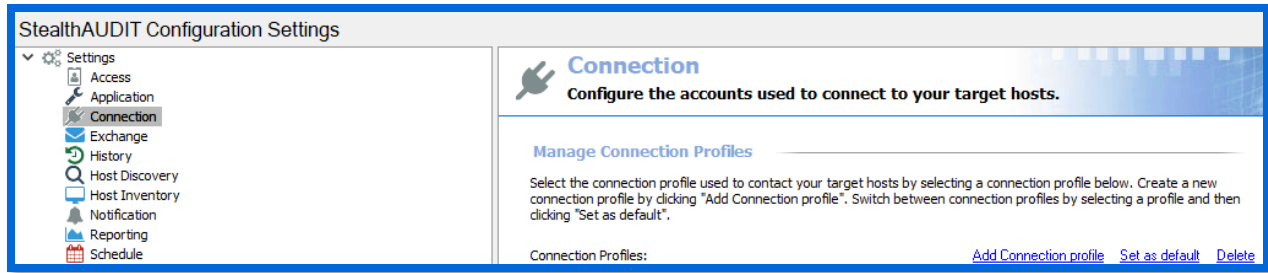 StealthAUDIT Configuration Settings
Settings
Access
Application
Connection
Exchange
History
Host Discovery
Host Inventory
Notification
Reporting
Schedule
Connection
Configure the accounts used to connect to your target hosts.
Manage Connection Profiles
Select the connection profile used to contact your target hosts by selecting a connection profile below. Create a new
connection profile by clicking "Add Connection profile". Switch between connection profiles by selecting a profile and then
clicking "Set as default".
Connection Profiles: Add Connection profile Set as default Delete